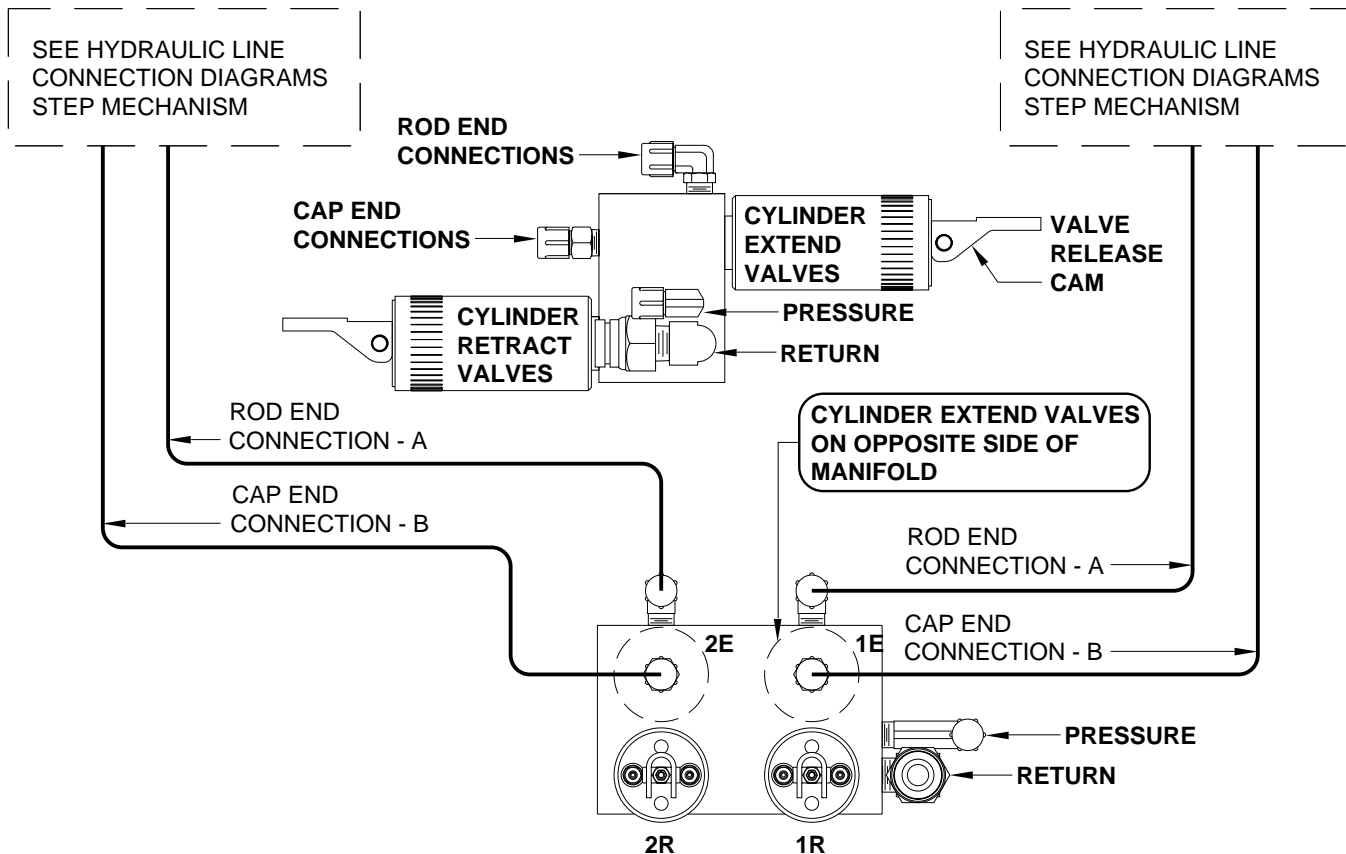 SEE HYDRAULIC LINE
CONNECTION DIAGRAMS
STEP MECHANISM
SEE HYDRAULIC LINE
CONNECTION DIAGRAMS
STEP MECHANISM
ROD END
CONNECTIONS
CAP END
CONNECTIONS
CYLINDER
EXTEND
VALVES
VALVE
RELEASE
CAM
CYLINDER
RETRACT
VALVES
PRESSURE
RETURN
ROD END
CONNECTION - A
CAP END
CONNECTION - B
CYLINDER EXTEND VALVES
ON OPPOSITE SIDE OF
MANIFOLD
ROD END
CONNECTION - A
CAP END
CONNECTION - B
2E
1E
PRESSURE
RETURN
2R
1R